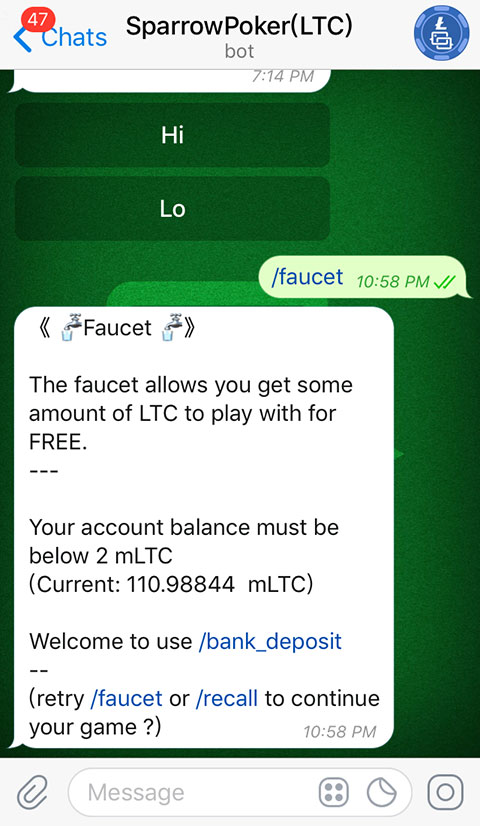 47
Chats
SparrowPoker(LTC)
bot
7:14 PM
Hi
Lo
/faucet 10:58 PM
《 🚰Faucet 🚰》
The faucet allows you get some
amount of LTC to play with for
FREE.
---
Your account balance must be
below 2 mLTC
(Current: 110.98844  mLTC)
Welcome to use /bank_deposit
--
(retry /faucet or /recall to continue
your game ?)
10:58 PM
Message